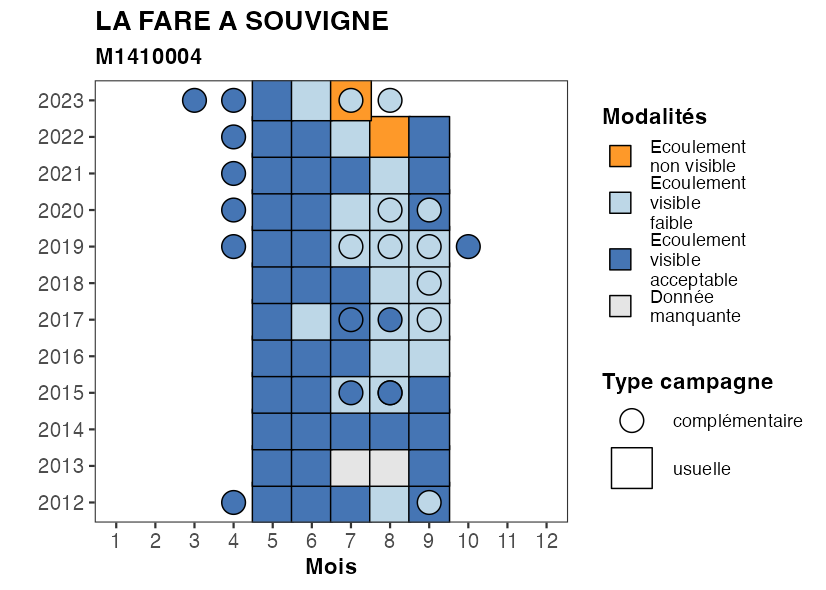 LA FARE A SOUVIGNE
M1410004
2023
2022
2021
2020
2019
2018
2017
2016
2015
2014
2013
2012
1 2 3 4 5 6 7 8 9 10 11 12
Mois
Modalités
Ecoulement
non visible
Ecoulement
visible
faible
Ecoulement
visible
acceptable
Donnée
manquante
Type campagne
complémentaire
usuelle